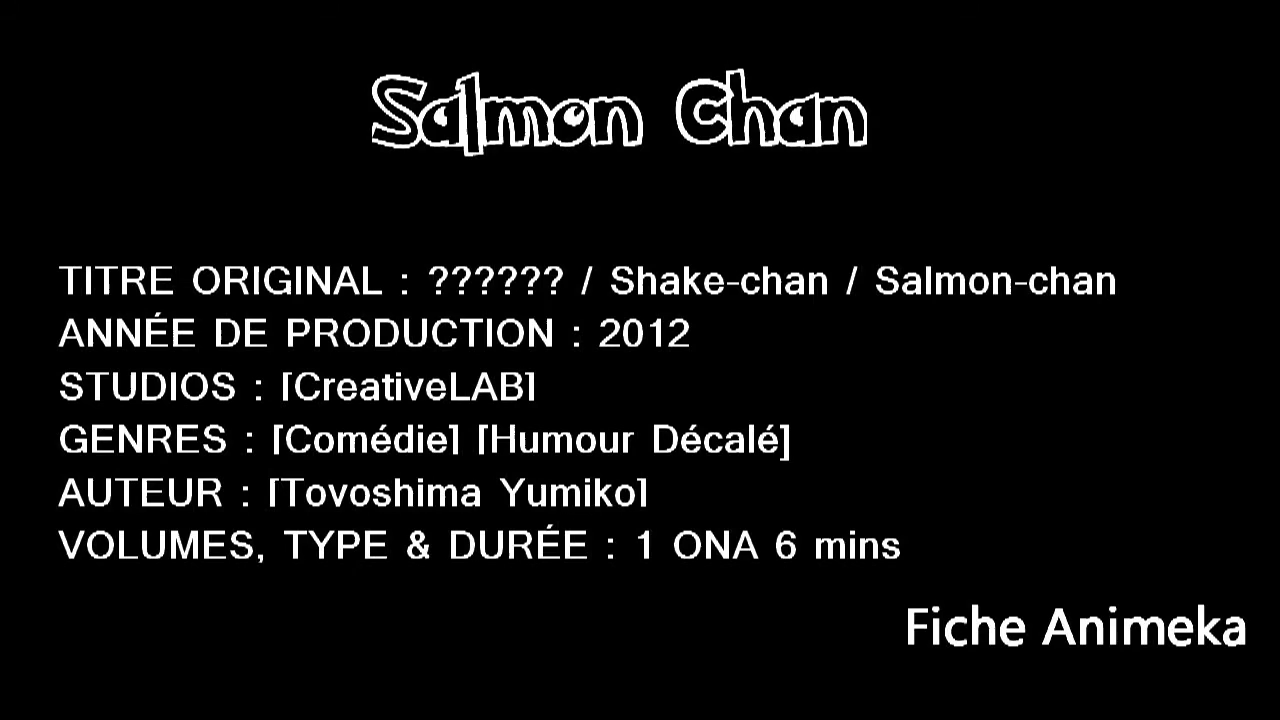 Salmon Chan
TITRE ORIGINAL : ?????? / Shake-chan / Salmon-chan
ANNÉE DE PRODUCTION : 2012
STUDIOS : [CreativeLAB]
GENRES : [Comédie] [Humour Décalé]
AUTEUR : [Tovoshima Yumiko]
VOLUMES, TYPE & DURÉE : 1 ONA 6 mins
Fiche Animeka